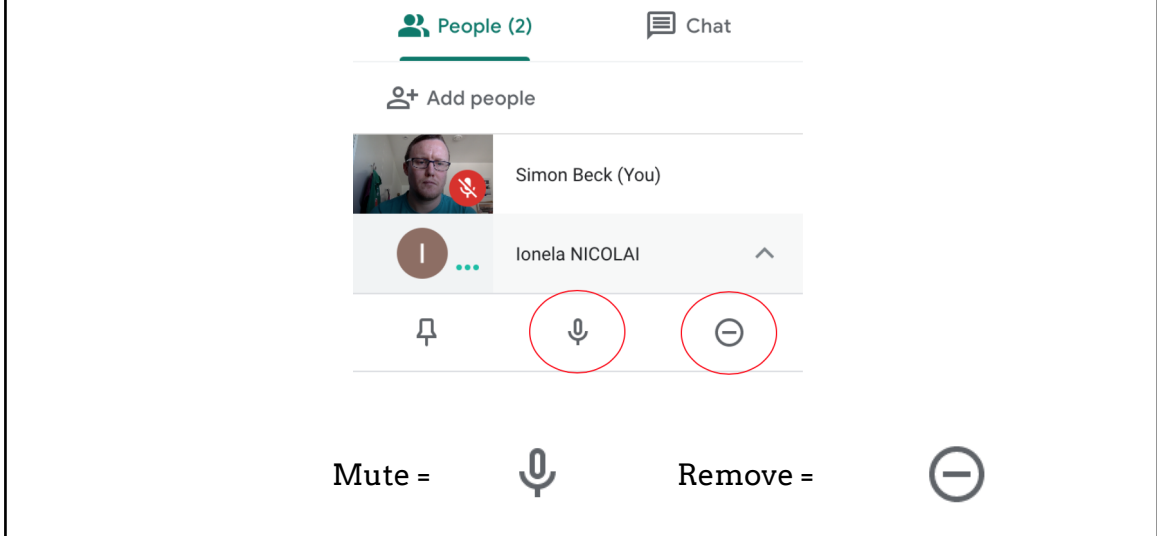 People (2) Chat
Add people
Simon Beck (You)
I
Ionela NICOLAI
Mute = Remove =